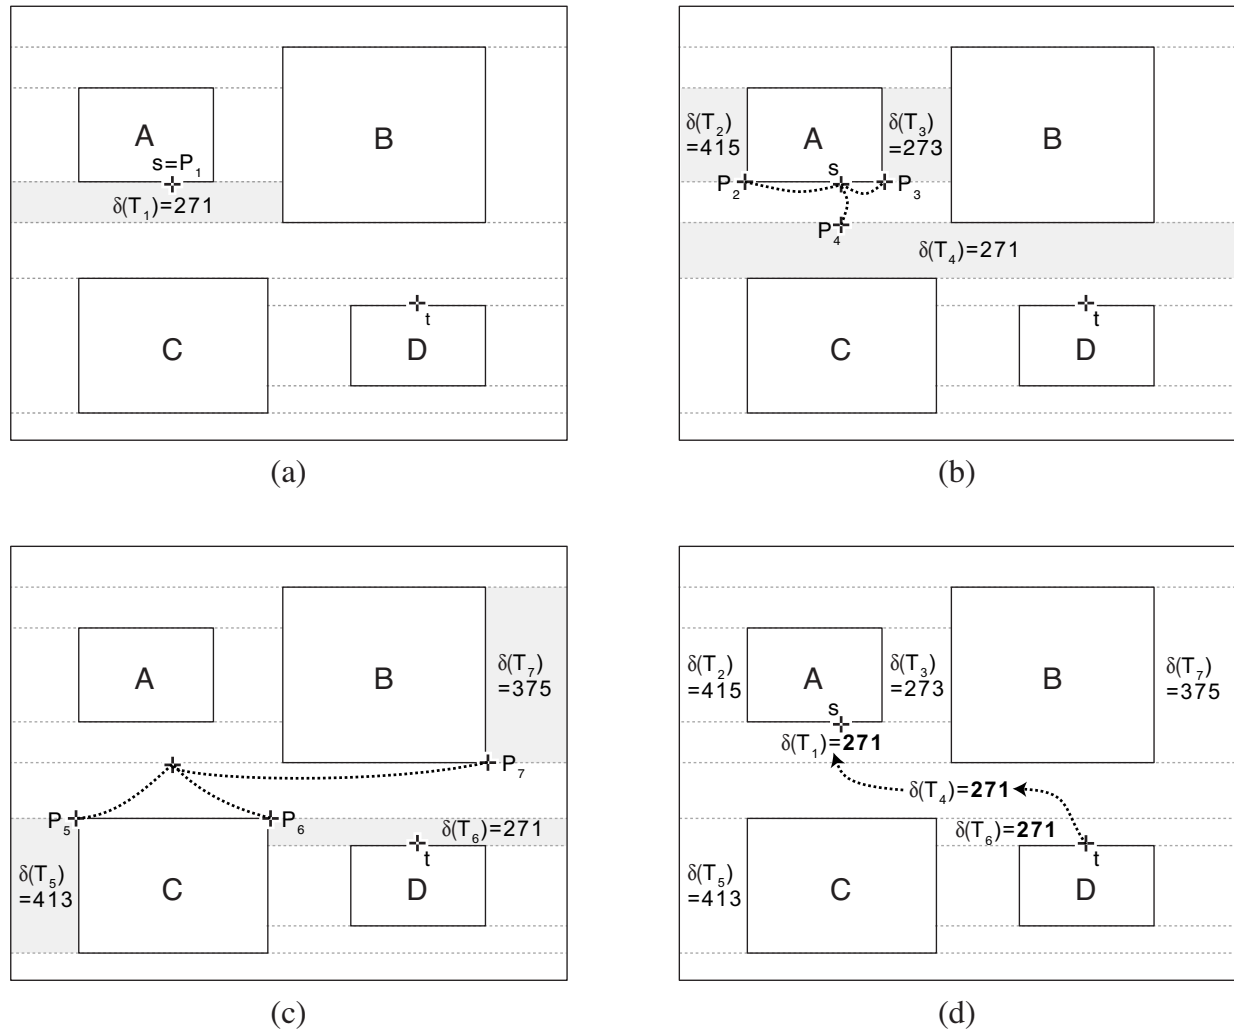 A
B
s=P1
δ(T1)=271
t
C
D
(a)
δ(T2)
=415
A
δ(T3)
=273
B
P2
s
P3
P4
δ(T4)=271
t
C
D
(b)
A
B
δ(T7)
=375
P7
P5
P6
δ(T6)=271
t
δ(T5)
=413
C
D
(c)
δ(T2)
=415
A
δ(T3)
=273
B
δ(T7)
=375
s
δ(T1)=271
δ(T4)=271
δ(T6)=271
t
δ(T5)
=413
C
D
(d)